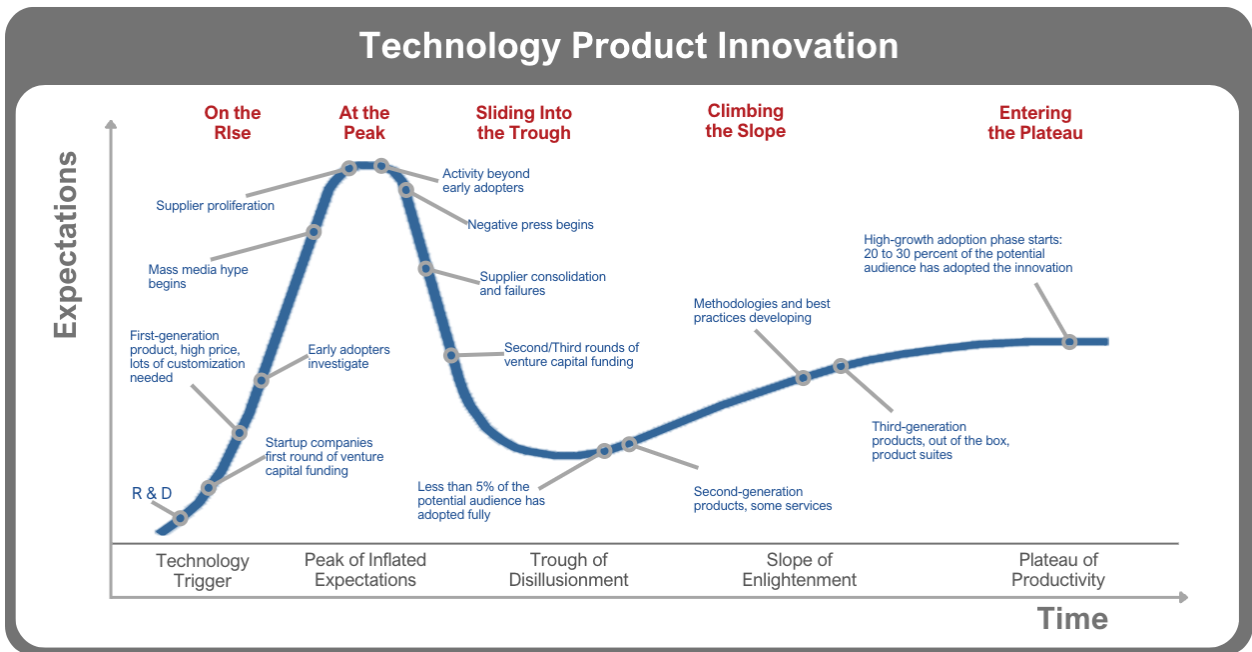 Technology Product Innovation
On the
RIse
At the
Peak
Sliding Into
the Trough
Climbing
the Slope
Entering
the Plateau
Expectations
Supplier proliferation
Activity beyond
early adopters
Negative press begins
Mass media hype
begins
Supplier consolidation
and failures
High-growth adoption phase starts:
20 to 30 percent of the potential
audience has adopted the innovation
Methodologies and best
practices developing
First-generation
product, high price,
lots of customization
needed
Early adopters
investigate
Second/Third rounds of
venture capital funding
Startup companies
first round of venture
capital funding
Third-generation
products, out of the box,
product suites
R & D
Less than 5% of the
potential audience has
adopted fully
Second-generation
products, some services
Technology
Trigger
Peak of Inflated
Expectations
Trough of
Disillusionment
Slope of
Enlightenment
Plateau of
Productivity
Time